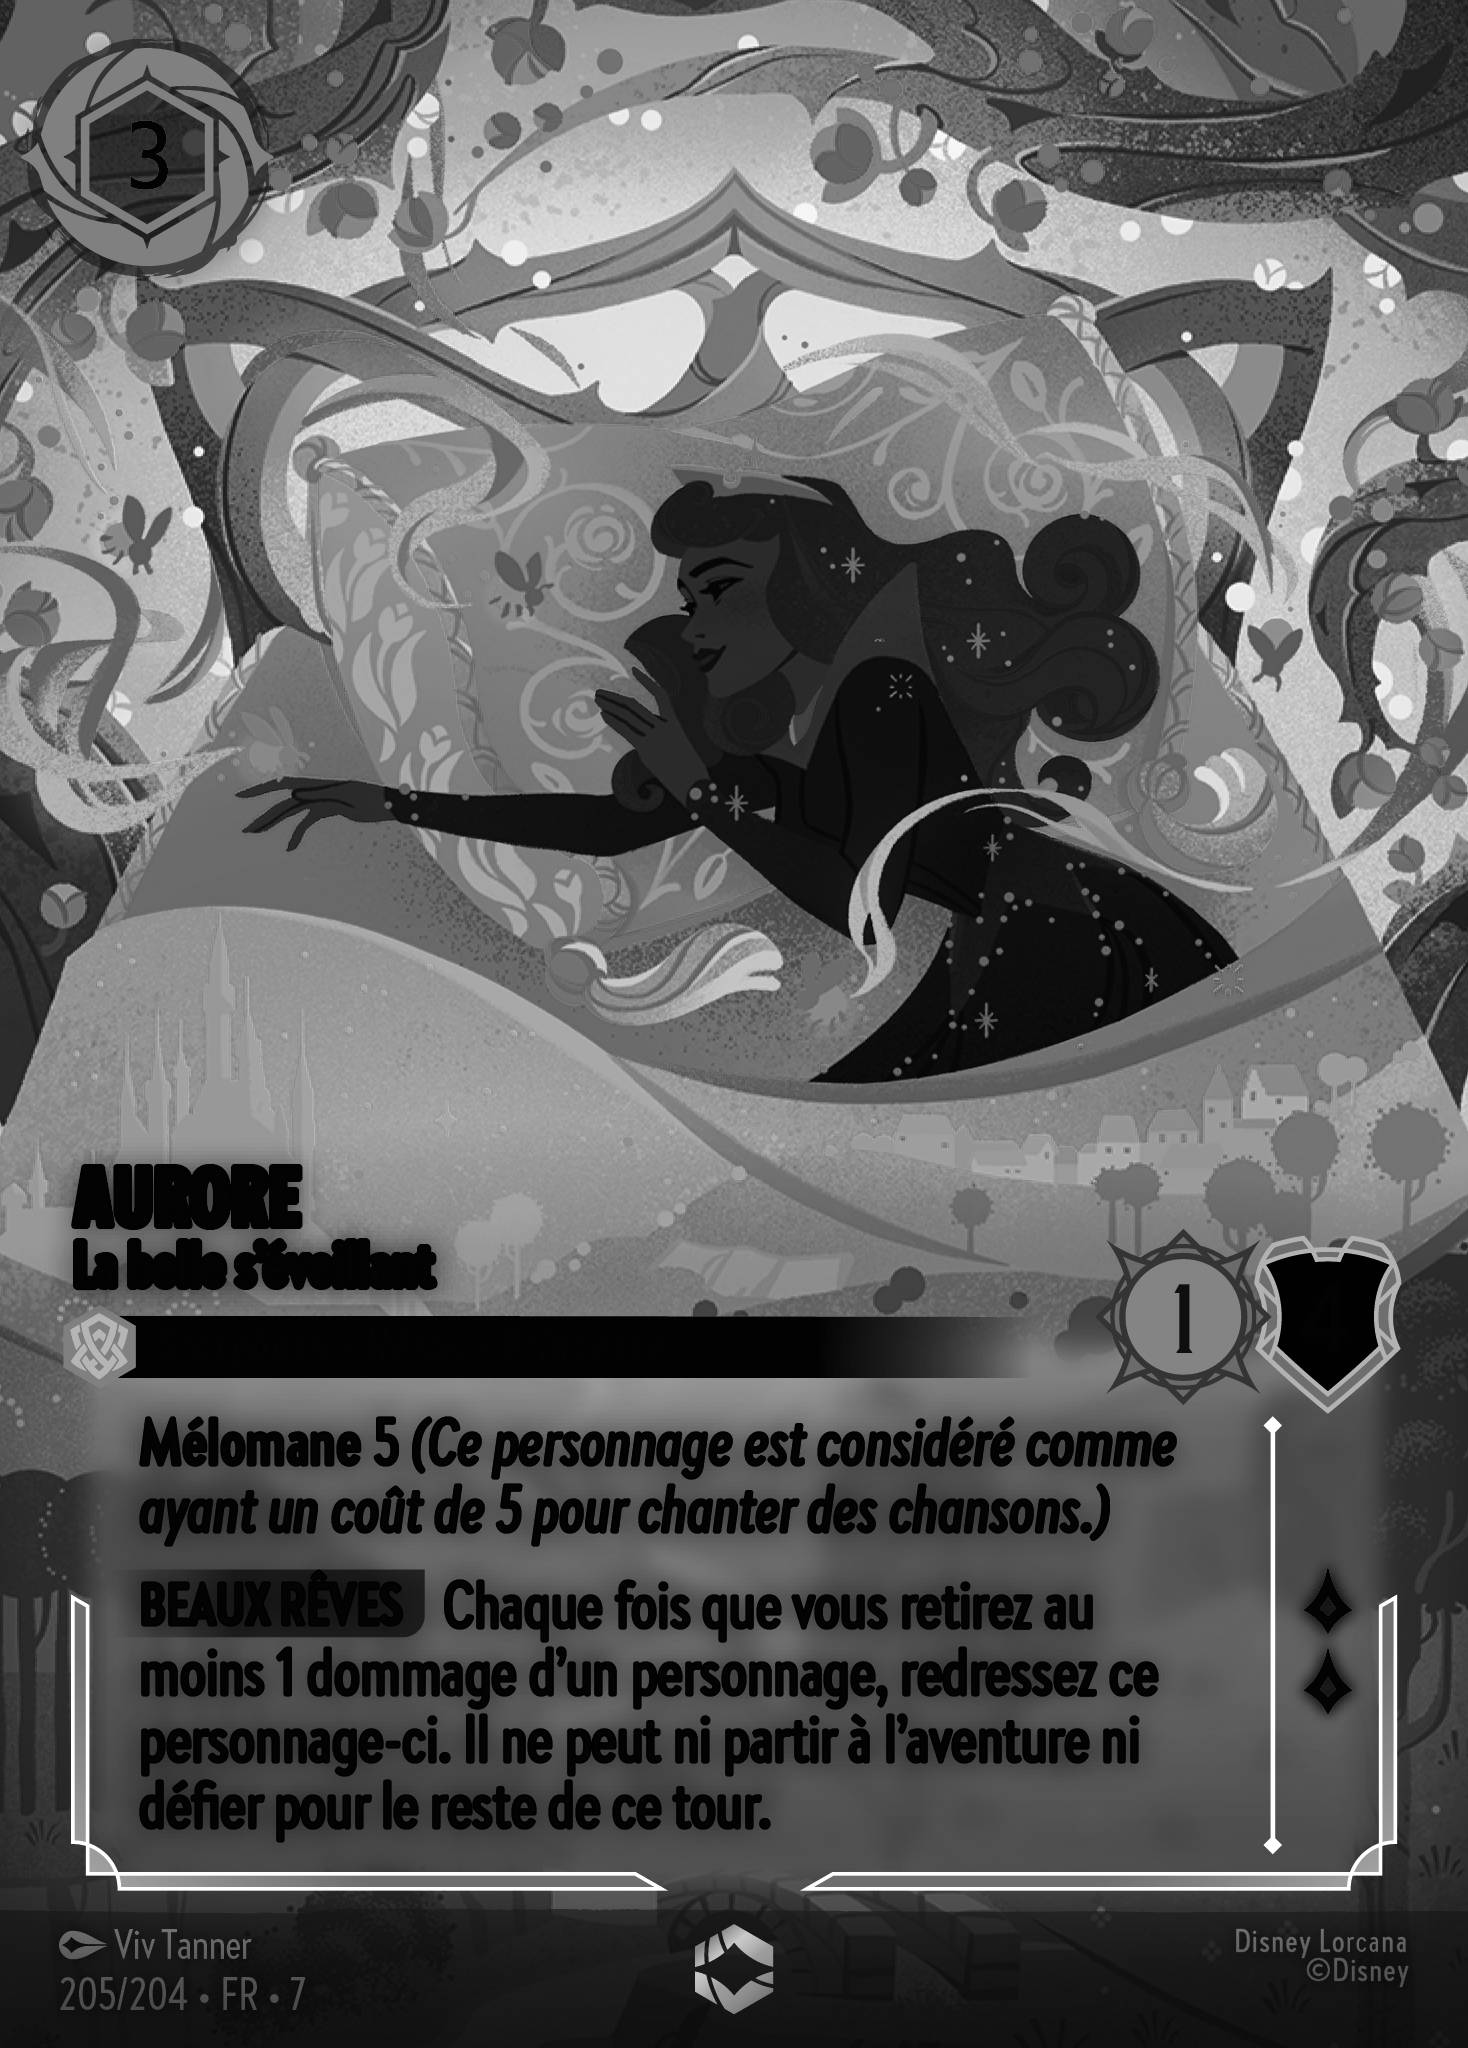 3
AURORE
La belle s'éveillant
1
Mélomane 5 (Ce personnage est considéré comme
ayant un coût de 5 pour chanter des chansons.)
BEAUX RÊVES Chaque fois que vous retirez au
moins 1 dommage d’un personnage, redressez ce
personnage-ci. Il ne peut ni partir à l’aventure ni
défier pour le reste de ce tour.
Viv Tanner
205/204 • FR • 7
Disney Lorcana
©Disney